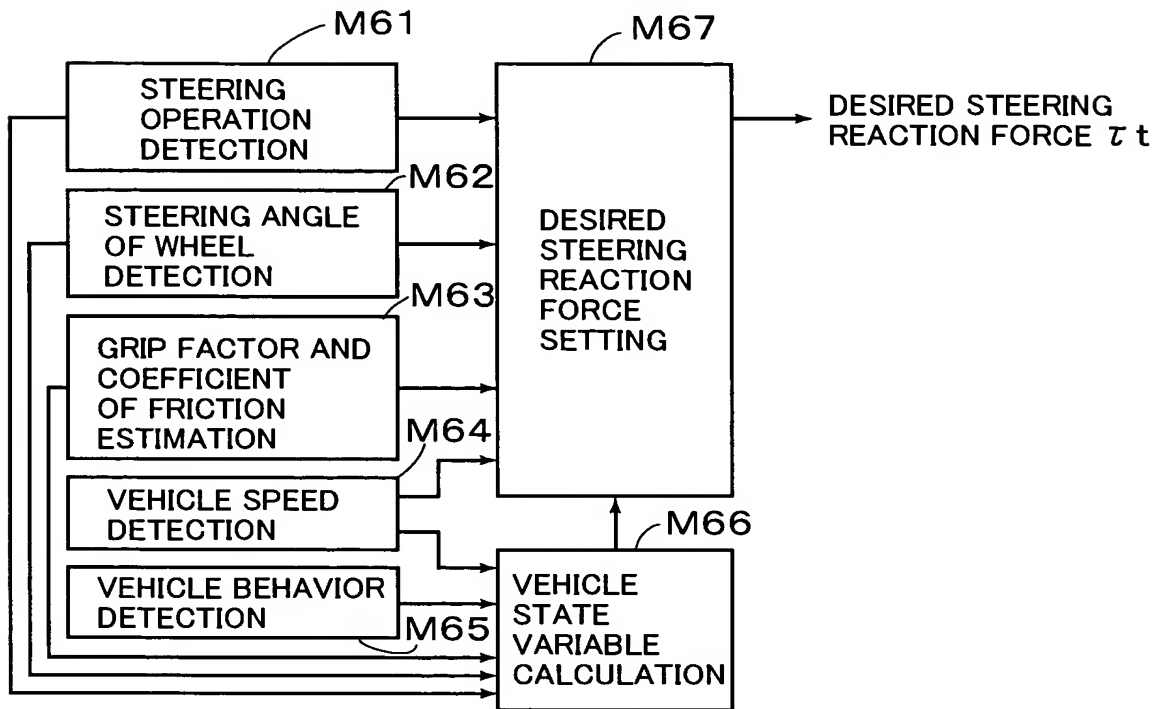 M61
STEERING
OPERATION
DETECTION
M62
STEERING ANGLE
OF WHEEL
DETECTION
M63
GRIP FACTOR AND
COEFFICIENT
OF FRICTION
ESTIMATION
M64
VEHICLE SPEED
DETECTION
VEHICLE BEHAVIOR
DETECTION
M65
M67
DESIRED
STEERING
REACTION
FORCE
SETTING
M66
VEHICLE
STATE
VARIABLE
CALCULATION
DESIRED STEERING
REACTION FORCE τ t